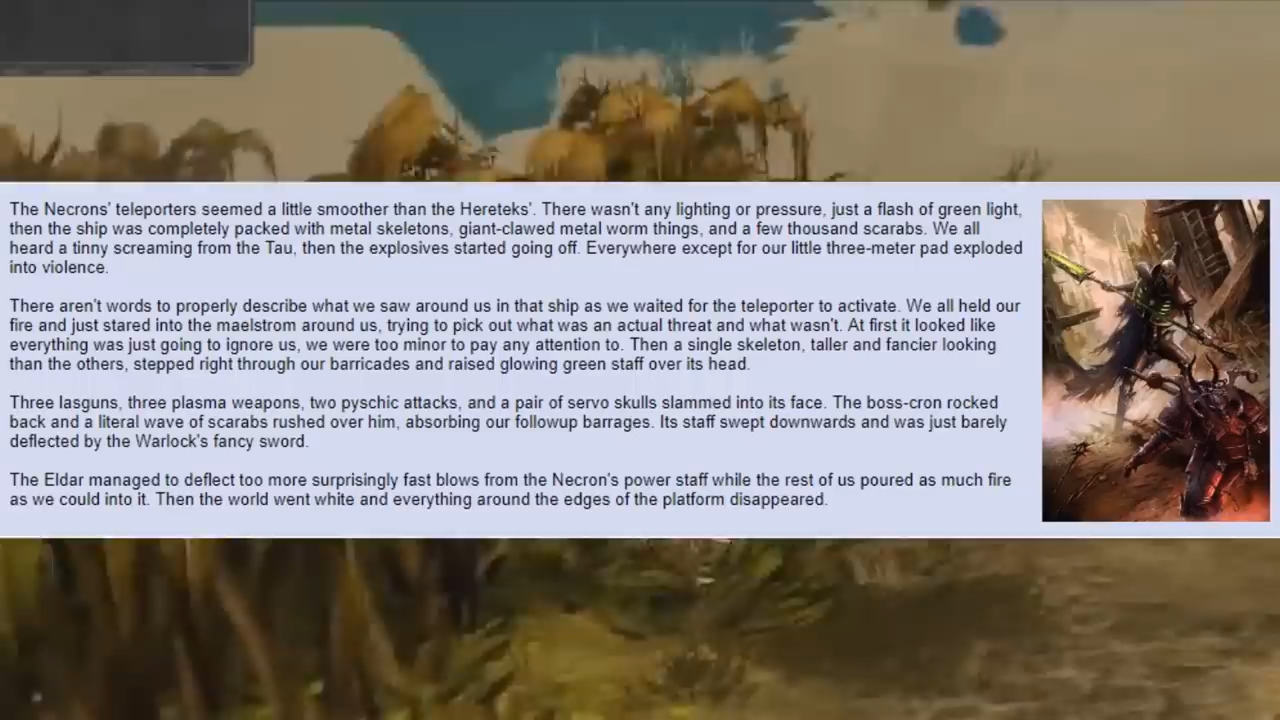 The Necrons' teleporters seemed a little smoother than the Hereteks'. There wasn't any lighting or pressure, just a flash of green light,
then the ship was completely packed with metal skeletons, giant-clawed metal worm things, and a few thousand scarabs. We all
heard a tinny screaming from the Tau, then the explosives started going off. Everywhere except for our little three-meter pad exploded
into violence.
There aren't words to properly describe what we saw around us in that ship as we waited for the teleporter to activate. We all held our
fire and just stared into the maelstrom around us, trying to pick out what was an actual threat and what wasn't. At first it looked like
everything was just going to ignore us, we were too minor to pay any attention to. Then a single skeleton, taller and fancier looking
than the others, stepped right through our barricades and raised glowing green staff over its head.
Three lasguns, three plasma weapons, two pyschic attacks, and a pair of servo skulls slammed into its face. The boss-cron rocked
back and a literal wave of scarabs rushed over him, absorbing our followup barrages. Its staff swept downwards and was just barely
deflected by the Warlock's fancy sword.
The Eldar managed to deflect too more surprisingly fast blows from the Necron's power staff while the rest of us poured as much fire
as we could into it. Then the world went white and everything around the edges of the platform disappeared.